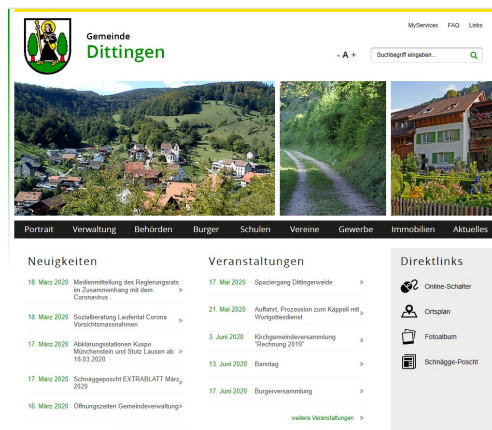 MyServices FAQ Links
Gemeinde
Dittingen
- A +
Suchbegriff eingeben...
Portrait Verwaltung Behörden Burger Schulen Vereine Gewerbe Immobilien Aktuelles
Neuigkeiten
18. März 2020 Medienmitteilung des Regierungsrats
im Zusammenhang mit dem
Coronavirus »
18. März 2020 Sozialberatung Laufental Corona
Vorsichtsmassnahmen »
17. März 2020 Abklärungsstationen Kuspo
Münchenstein und Stutz Lausen ab »
18.03.2020
17. März 2020 Schnäggeposcht EXTRABLATT März »
2020
16. März 2020 Öffnungszeiten Gemeindeverwaltung »
Veranstaltungen
17. Mai 2020 Spaziergang Dittingerweide »
21. Mai 2020 Auffahrt, Prozession zum Käppeli mit »
Wortgottesdienst
3. Juni 2020 Kirchgemeindeversammlung »
"Rechnung 2019"
13. Juni 2020 Banntag »
17. Juni 2020 Burgerversammlung »
weitere Veranstaltungen »
Direktlinks
Online-Schalter
Ortsplan
Fotoalbum
Schnägge-Poscht